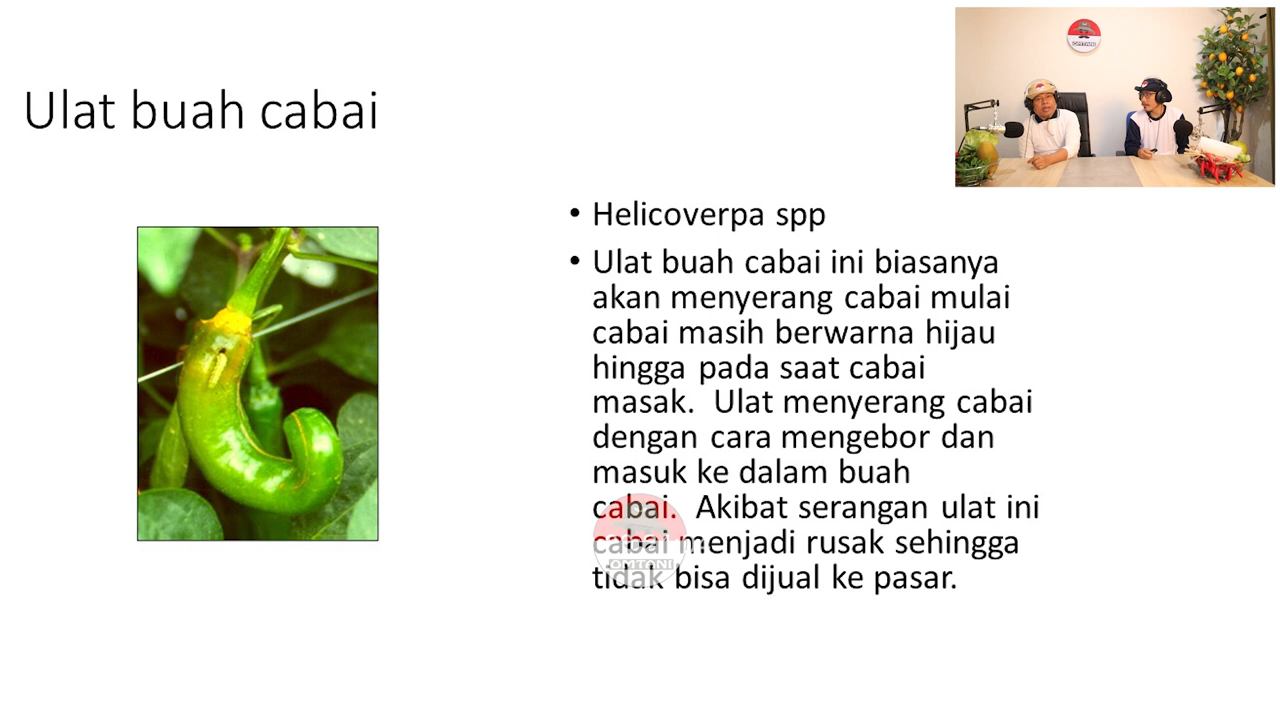 Ulat buah cabai
OMTANI
• Helicoverpa spp
• Ulat buah cabai ini biasanya
akan menyerang cabai mulai
cabai masih berwarna hijau
hingga pada saat cabai
masak. Ulat menyerang cabai
dengan cara mengebor dan
masuk ke dalam buah
cabai. Akibat serangan ulat ini
cabai menjadi rusak sehingga
tidak bisa dijual ke pasar.
OMTANI